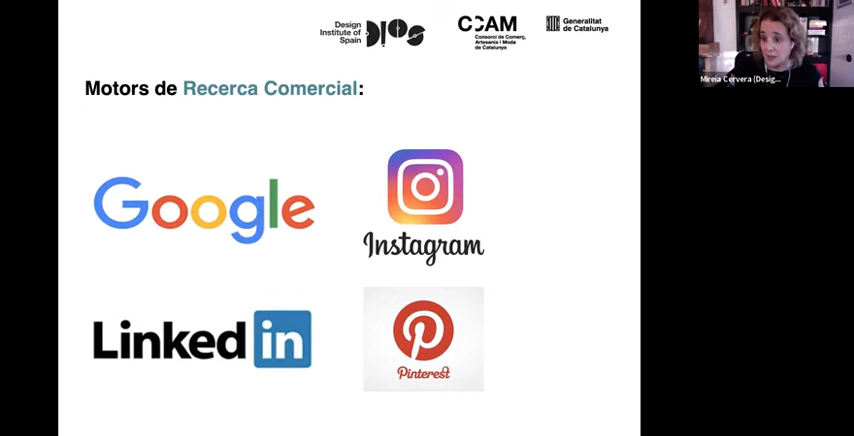 Design
Institute of
Spain
DIOS
CCAM
Consorci de Comerç,
Artesania i Moda
de Catalunya
Generalitat
de Catalunya
Mireia Cervera (Desig...
Motors de Recerca Comercial:
Google
Instagram
Linkedin
Pinterest